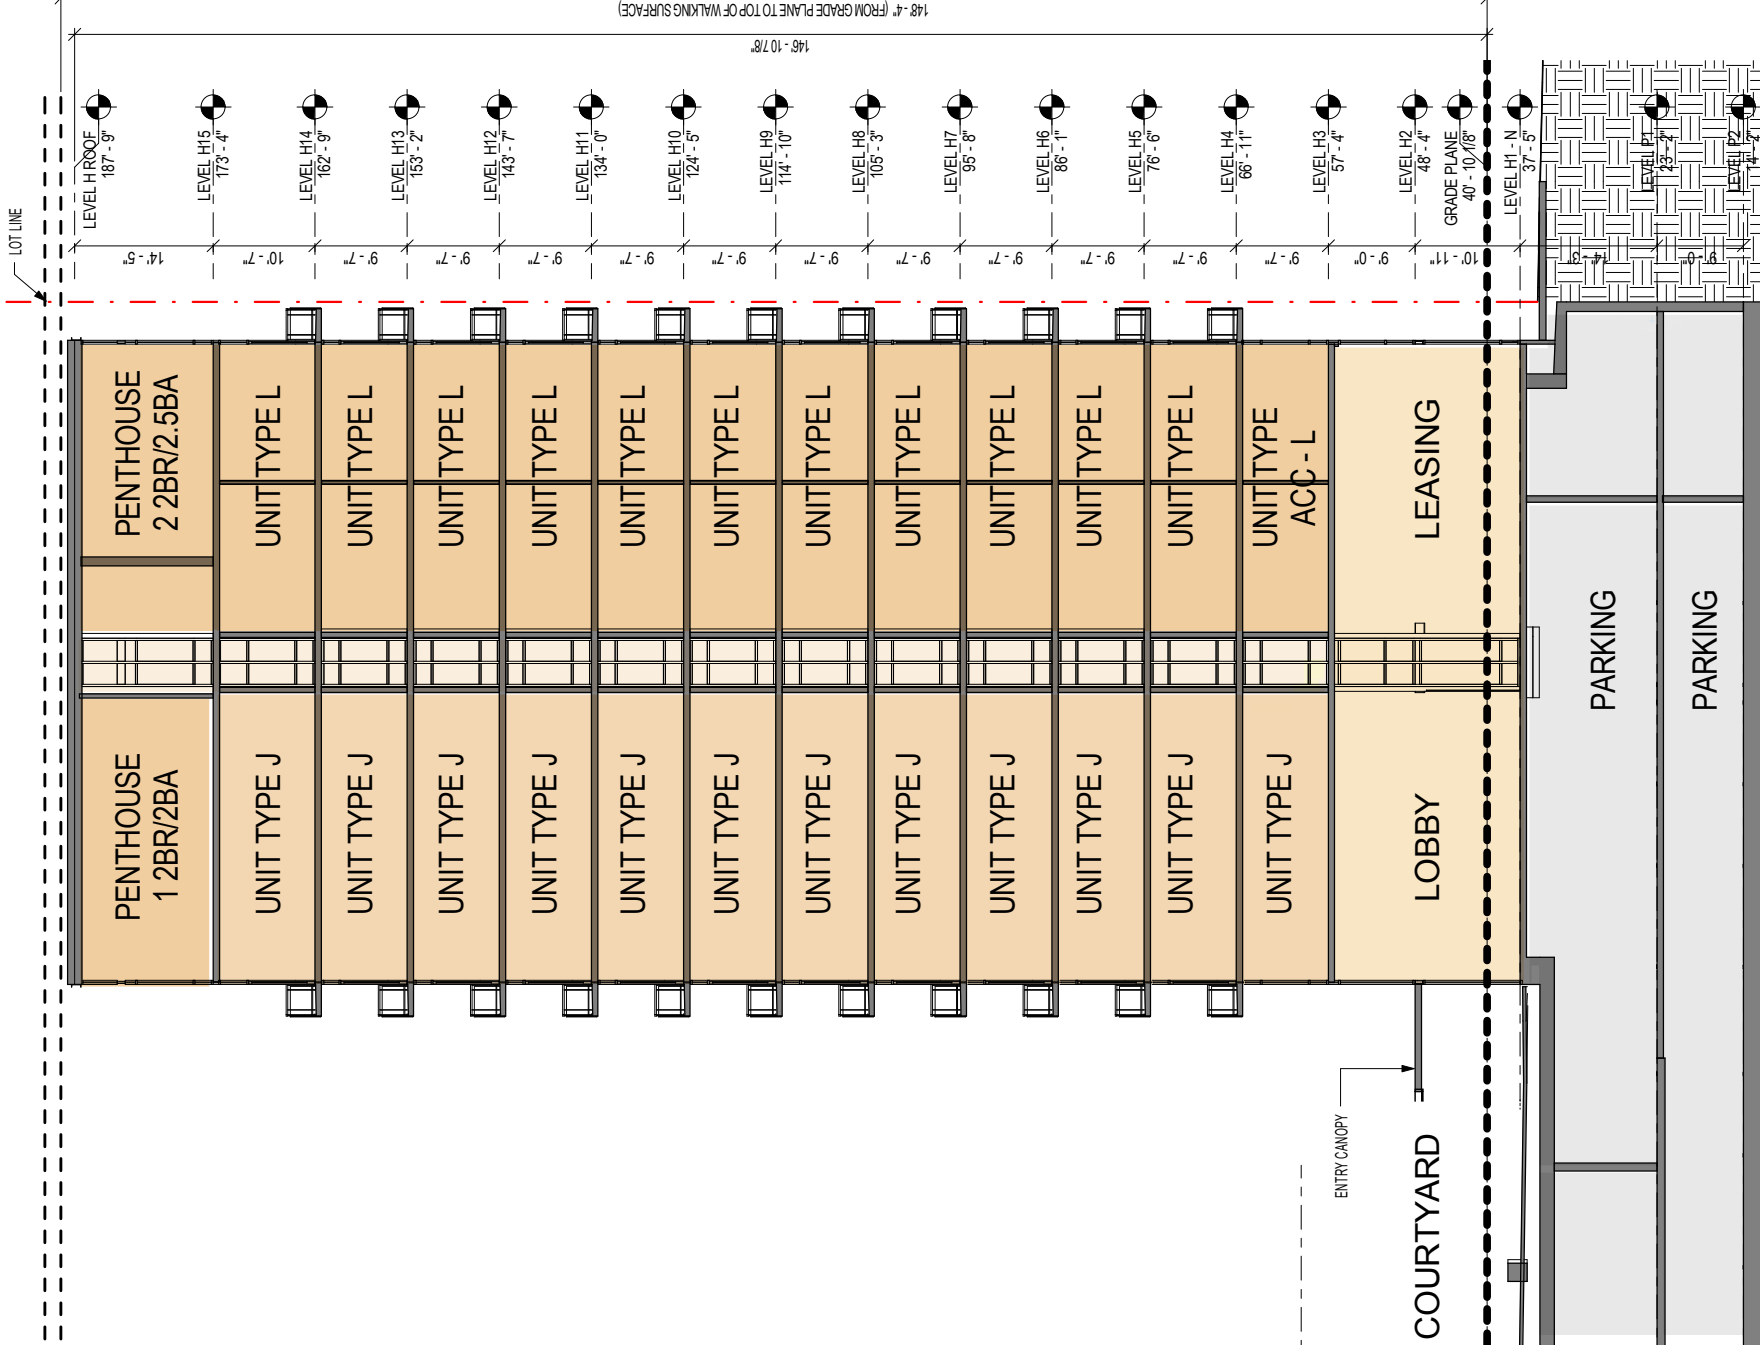 148' - 4" (FROM GRADE PLANE TO TOP OF WALKING SURFACE)
146' - 10 7/8"
LOT LINE
LEVEL H ROOF
187' - 9"
LEVEL H15
173' - 4"
LEVEL H14
162' - 9"
LEVEL H13
153' - 2"
LEVEL H12
143' - 7"
LEVEL H11
134' - 0"
LEVEL H10
124' - 5"
LEVEL H9
114' - 10"
LEVEL H8
105' - 3"
LEVEL H7
95' - 8"
LEVEL H6
86' - 1"
LEVEL H5
76' - 6"
LEVEL H4
66' - 11"
LEVEL H3
57' - 4"
LEVEL H2
48' - 4"
GRADE PLANE
40' - 10 1/8"
LEVEL H1 - N
37' - 5"
LEVEL P1
23' - 2"
LEVEL P2
14' - 2"
14' - 5"
10' - 7"
9' - 7"
9' - 7"
9' - 7"
9' - 7"
9' - 7"
9' - 7"
9' - 7"
9' - 7"
9' - 7"
9' - 7"
9' - 7"
9' - 0"
10' - 11"
14' - 3"
9' - 0"
PENTHOUSE
2 2BR/2.5BA
UNIT TYPE L
UNIT TYPE L
UNIT TYPE L
UNIT TYPE L
UNIT TYPE L
UNIT TYPE L
UNIT TYPE L
UNIT TYPE L
UNIT TYPE L
UNIT TYPE L
UNIT TYPE L
UNIT TYPE
ACC - L
LEASING
PENTHOUSE
1 2BR/2BA
UNIT TYPE J
UNIT TYPE J
UNIT TYPE J
UNIT TYPE J
UNIT TYPE J
UNIT TYPE J
UNIT TYPE J
UNIT TYPE J
UNIT TYPE J
UNIT TYPE J
UNIT TYPE J
UNIT TYPE J
LOBBY
PARKING
PARKING
ENTRY CANOPY
COURTYARD